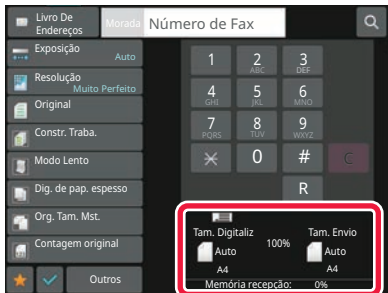 Livro De
Endereços
Morada
Número de Fax
Exposição
Auto
Resolução
Muito Perfeito
Original
Constr. Traba.
Modo Lento
Dig. de pap. espesso
Org. Tam. Mst.
Contagem original
Outros
1
2
ABC
3
DEF
4
GHI
5
JKL
6
MNO
7
PQRS
8
TUV
9
WXYZ
0
#
C
R
Tam. Digitaliz
Tam. Envio
100%
Auto
Auto
A4
A4
Memória recepção: 0%